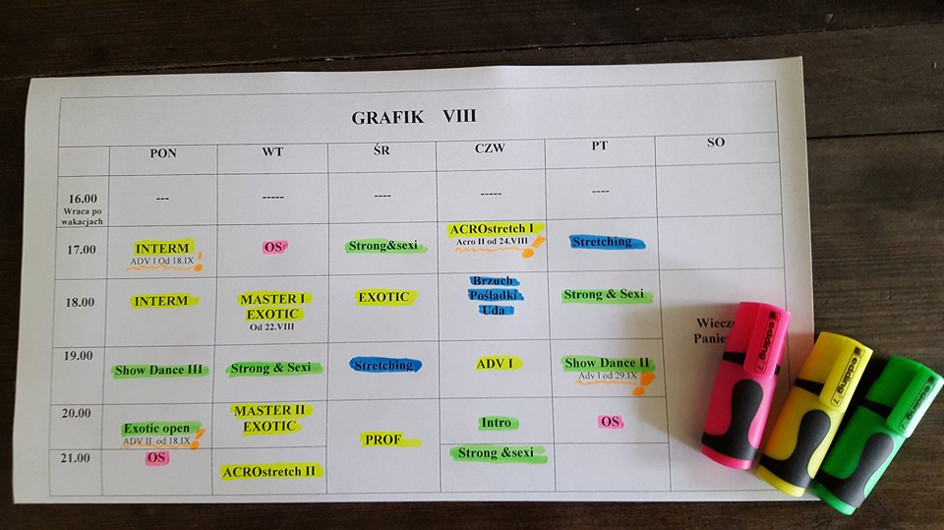 GRAFIK VIII
PON WT ŚR CZW PT SO
16.00 --- ----- ---- ----- ----
Wraca po
wakacjach
17.00
INTERM
ADV I Od 18.IX
OS
Strong&sexi
ACROstretch I
Acro II od 24.VIII
Stretching
18.00
INTERM
MASTER I
EXOTIC
Od 22.VIII
EXOTIC
Brzuch
Pośladki
Uda
Strong & Sexi
19.00
Show Dance III
Strong & Sexi
Stretching
ADV I
Show Dance II
Adv I od 29.IX
20.00
Exotic open
ADV II od 18.IX
MASTER II
EXOTIC
PROF
Intro
OS
21.00
OS
ACROstretch II
Strong &sexi
edding 7
edding 7
edding 7